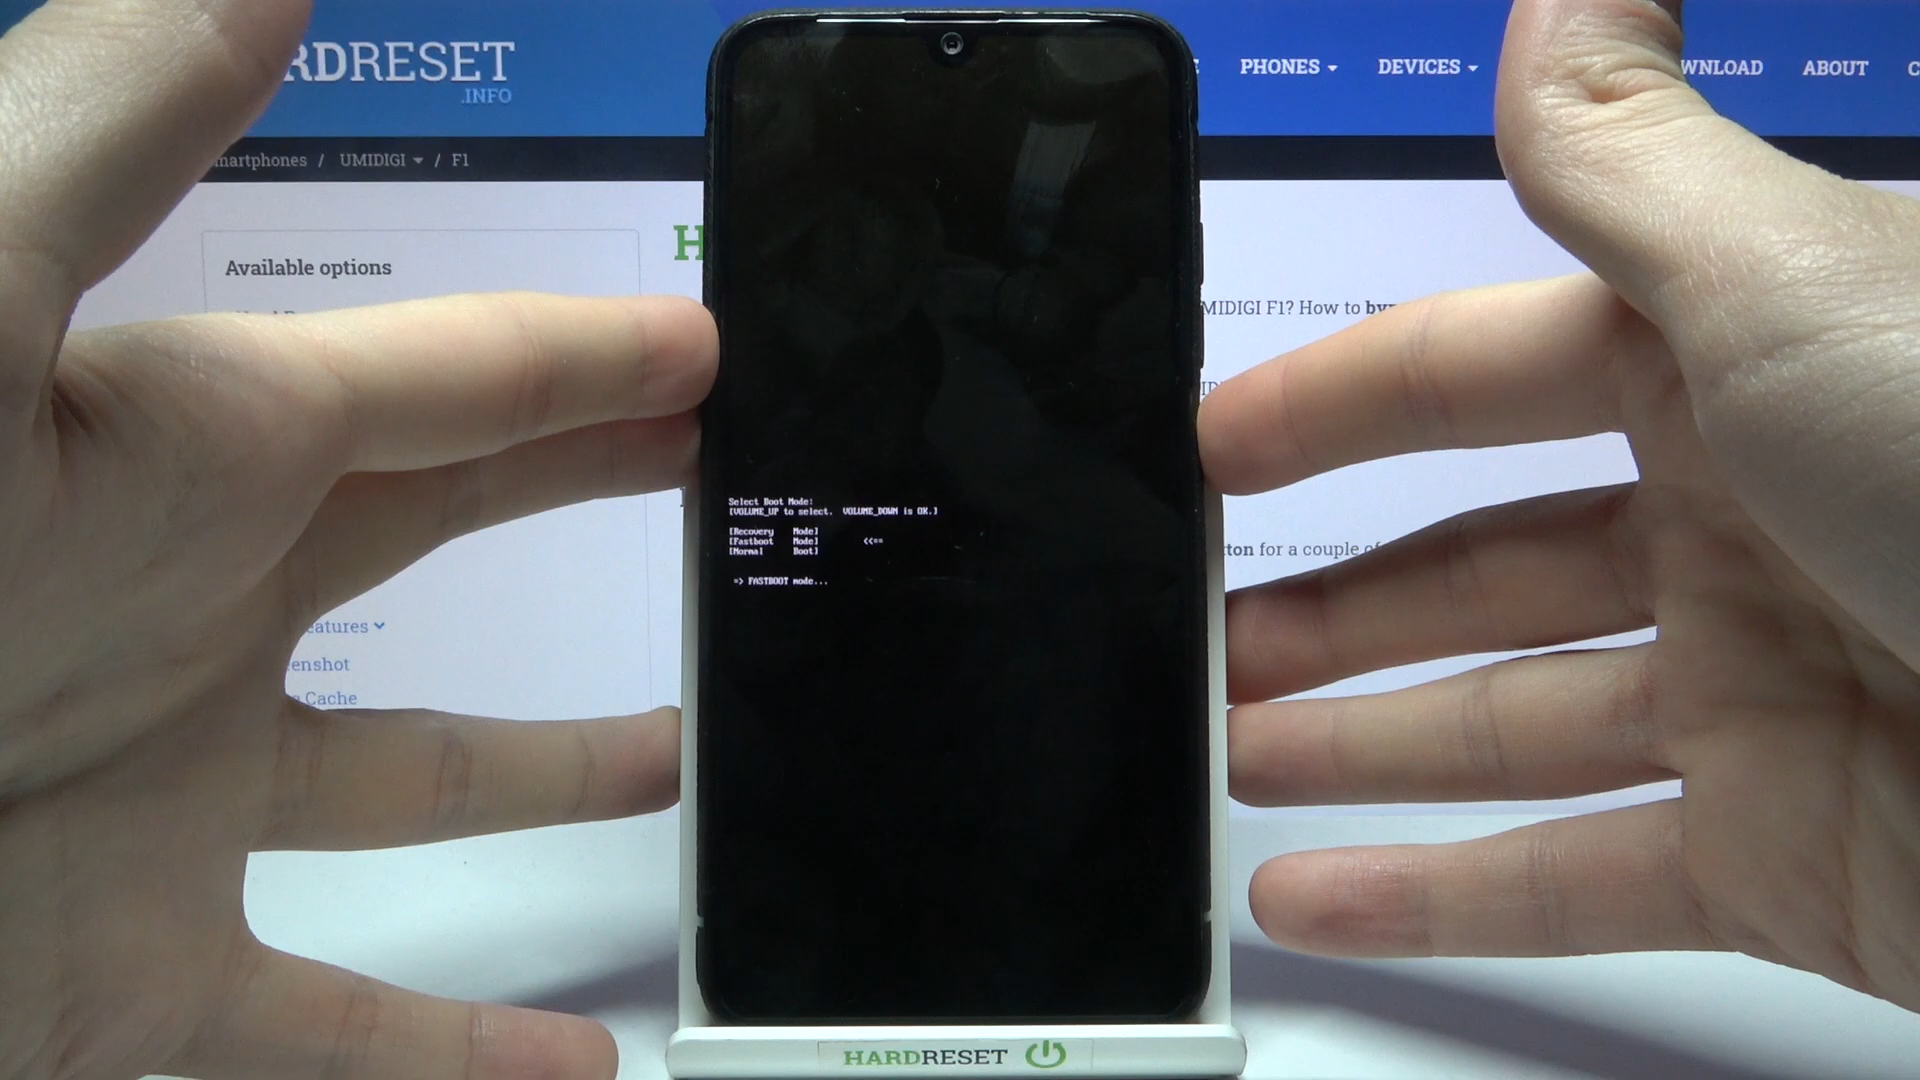 RDRESET
.INFO
PHONES
DEVICES
WNLOAD
ABOUT
C
martphones / UMIDIGI / F1
Available options
H
MIDIGI F1? How to
tton for a couple of
eatures
enshot
Cache
Select Boot Mode:
[VOLUME_UP to select. VOLUME_DOWN is OK.]
[Recovery Mode]
[Fastboot Mode] <<==
[Normal Boot]
=> FASTBOOT mode...
HARDRESET